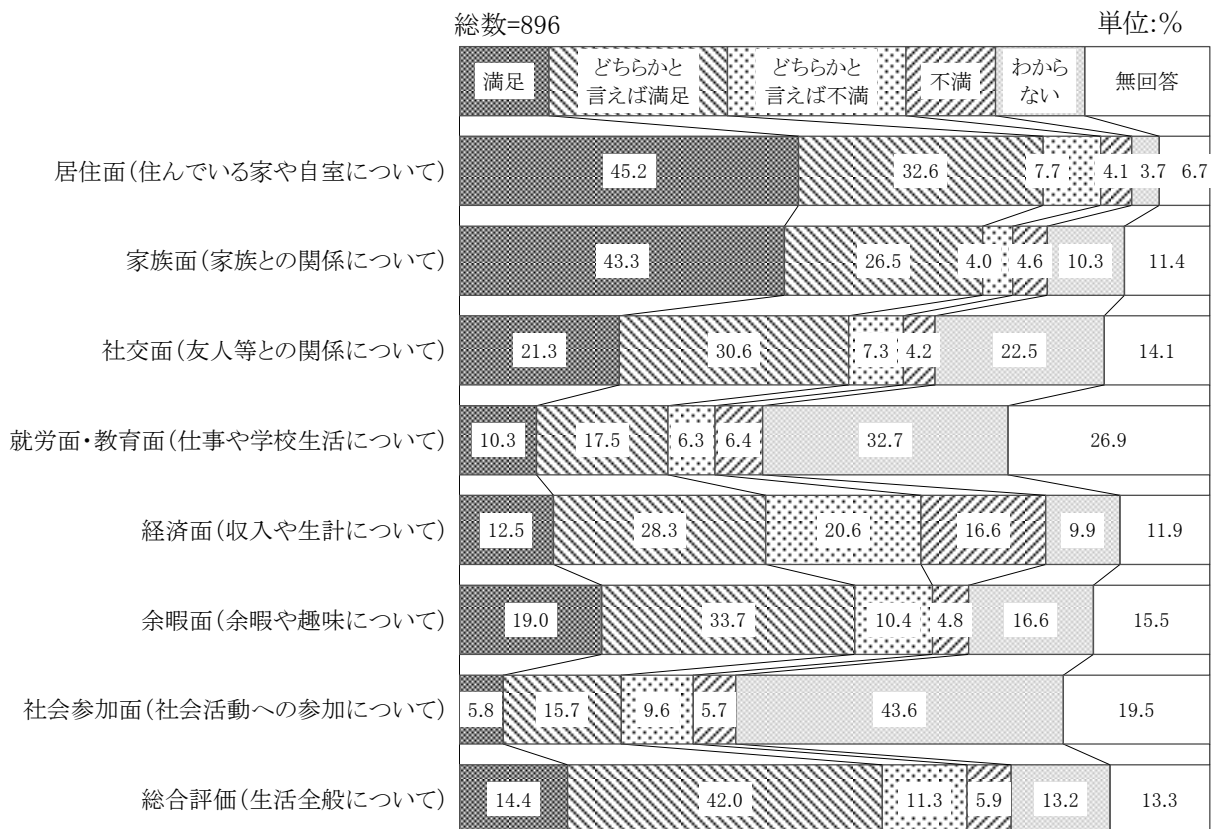 総数=896
単位:%
満足
どちらかと
言えば満足
どちらかと
言えば不満
不満
わから
ない
無回答
居住面(住んでいる家や自室について) 45.2 32.6 7.7 4.1 3.7 6.7
家族面(家族との関係について) 43.3 26.5 4.0 4.6 10.3 11.4
社交面(友人等との関係について) 21.3 30.6 7.3 4.2 22.5 14.1
就労面・教育面(仕事や学校生活について) 10.3 17.5 6.3 6.4 32.7 26.9
経済面(収入や生計について) 12.5 28.3 20.6 16.6 9.9 11.9
余暇面(余暇や趣味について) 19.0 33.7 10.4 4.8 16.6 15.5
社会参加面(社会活動への参加について) 5.8 15.7 9.6 5.7 43.6 19.5
総合評価(生活全般について) 14.4 42.0 11.3 5.9 13.2 13.3